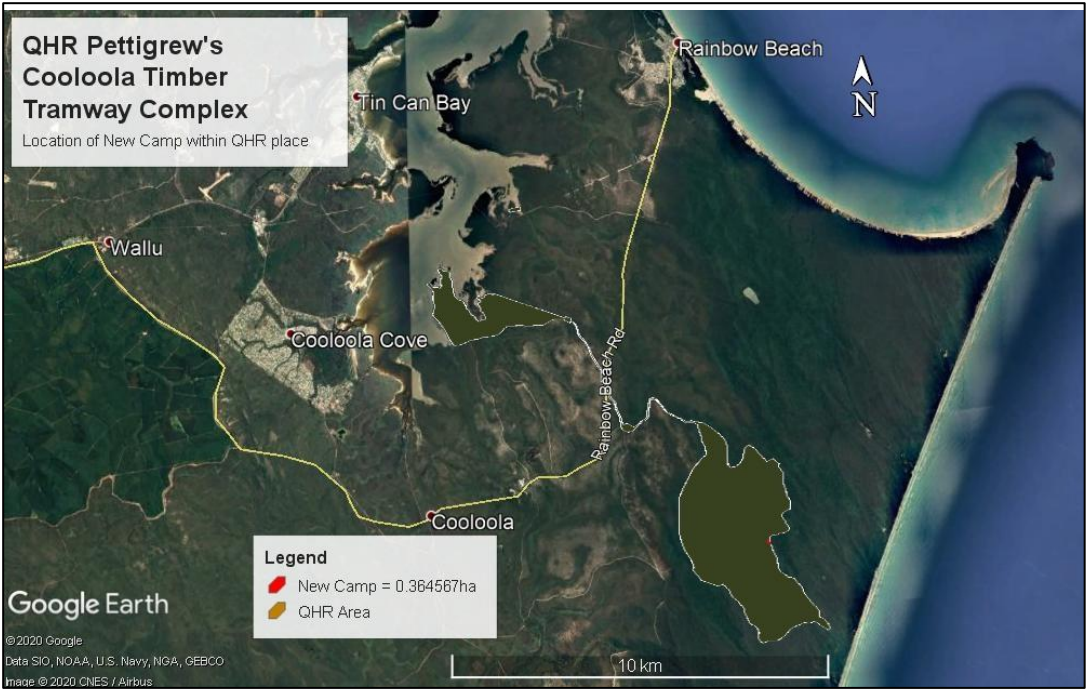 QHR Pettigrew's
Cooloola Timber
Tramway Complex
Location of New Camp within QHR place
Rainbow Beach
N
Tin Can Bay
Wallu
Cooloola Cove
Rainbow-Beach-Rd
Cooloola
Legend
New Camp = 0.364567ha
QHR Area
Google Earth
©2020 Google
Data SIO, NOAA, U.S. Navy, NGA, GEBCO
Image © 2020 CNES / Airbus
10 km